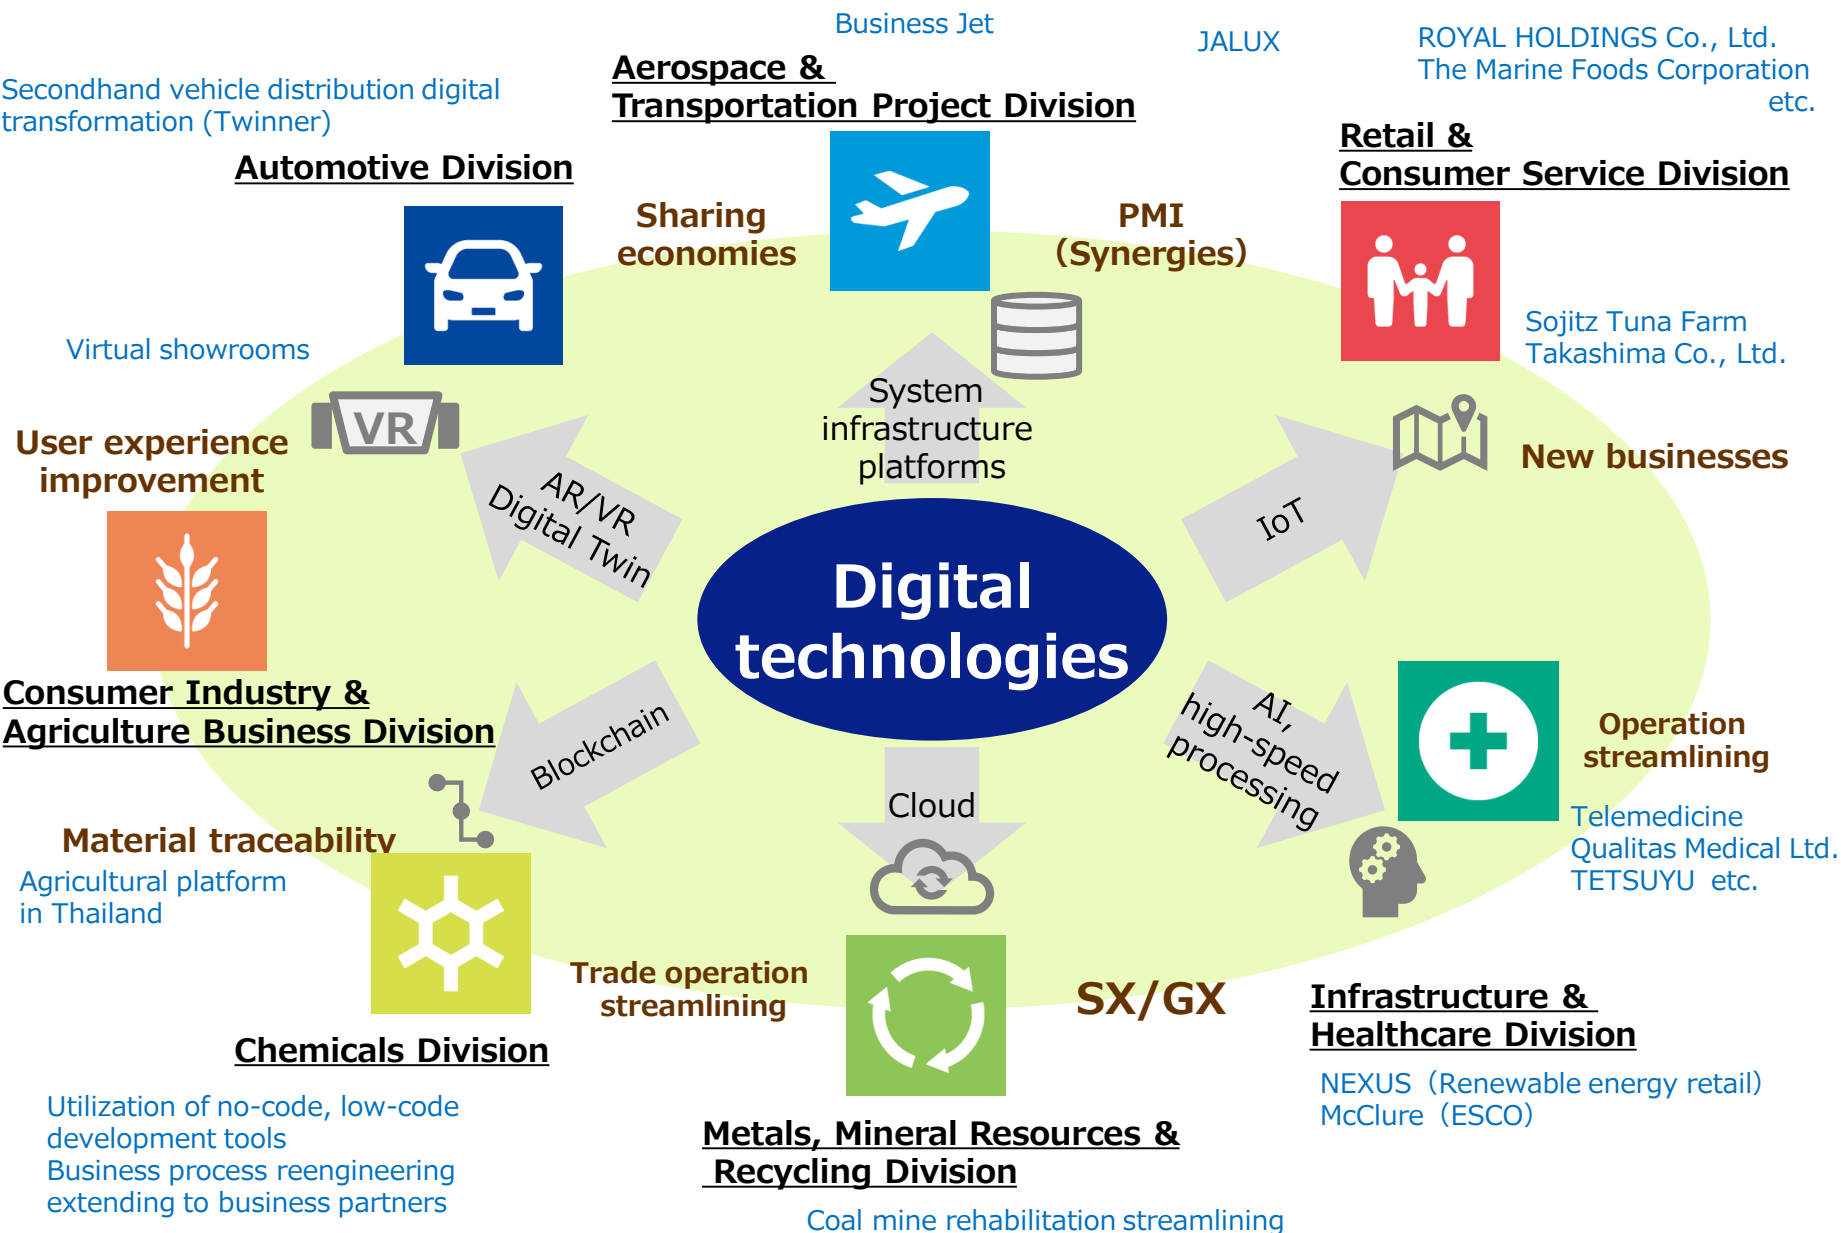 Business Jet
JALUX
ROYAL HOLDINGS Co., Ltd.
The Marine Foods Corporation
etc.
Secondhand vehicle distribution digital
transformation (Twinner)
Aerospace &
Transportation Project Division
Automotive Division
Retail &
Consumer Service Division
Sharing
economies
PMI
（Synergies）
Virtual showrooms
Sojitz Tuna Farm
Takashima Co., Ltd.
VR
User experience
improvement
System
infrastructure
platforms
New businesses
AR/VR
Digital Twin
IoT
Digital
technologies
Consumer Industry &
Agriculture Business Division
Blockchain
AI,
high-speed
processing
Operation
streamlining
Cloud
Material traceability
Agricultural platform
in Thailand
Telemedicine
Qualitas Medical Ltd.
TETSUYU etc.
Trade operation
streamlining
SX/GX
Infrastructure &
Healthcare Division
Chemicals Division
NEXUS（Renewable energy retail）
McClure（ESCO）
Utilization of no-code, low-code
development tools
Business process reengineering
extending to business partners
Metals, Mineral Resources &
Recycling Division
Coal mine rehabilitation streamlining